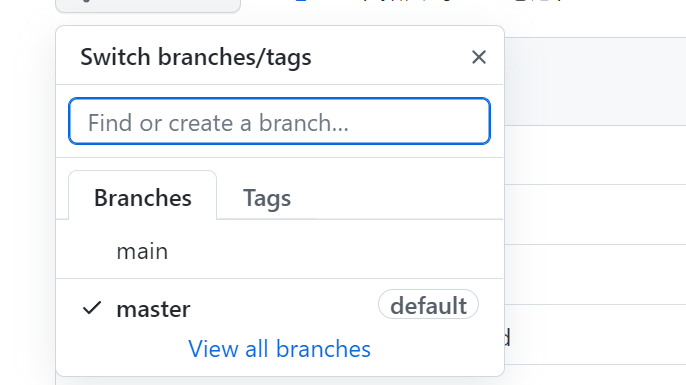 Switch branches/tags
Find or create a branch...
Branches Tags
main
master default
View all branches